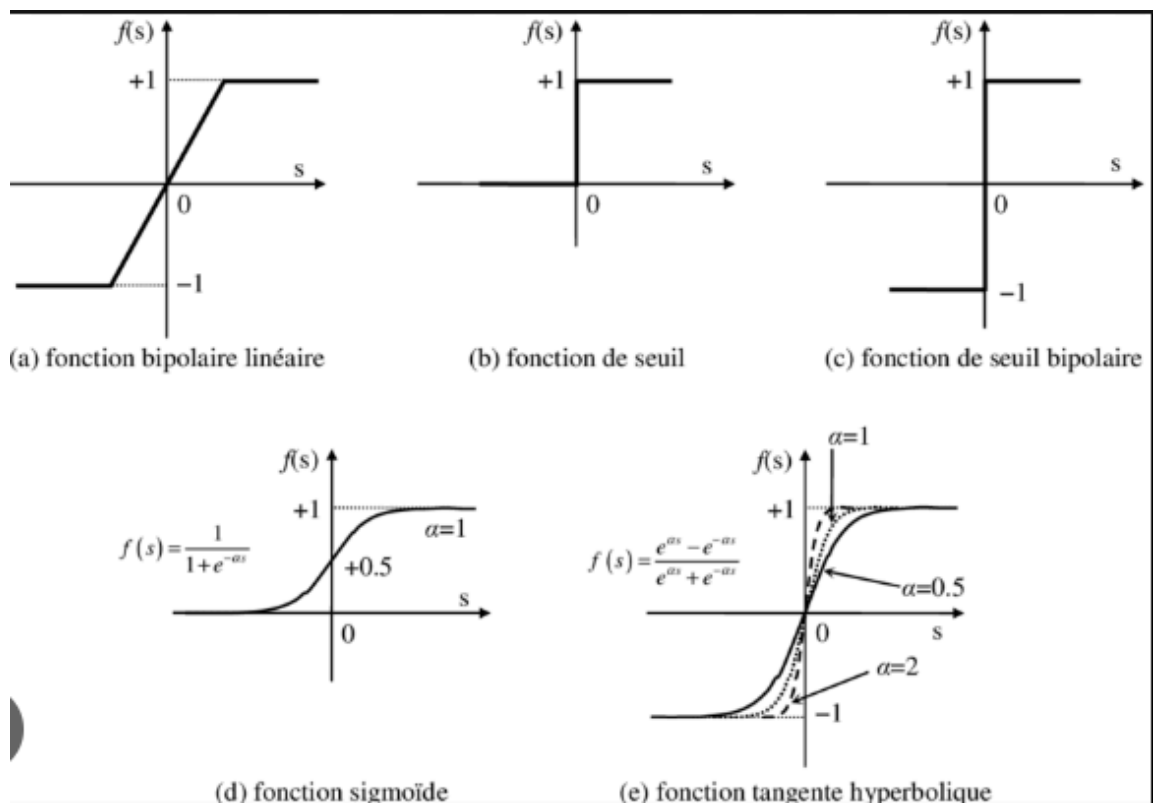 f(s)
+1
s
0
−1
(a) fonction bipolaire linéaire
f(s)
+1
s
0
(b) fonction de seuil
f(s)
+1
s
0
−1
(c) fonction de seuil bipolaire
f(s)
+1
α=1
f(s)=1/(1+e^{-αs})
+0.5
s
0
(d) fonction sigmoïde
α=1
f(s)
+1
f(s)=(e^{αs}−e^{-αs})/(e^{αs}+e^{-αs})
α=0.5
0
s
α=2
−1
(e) fonction tangente hyperbolique